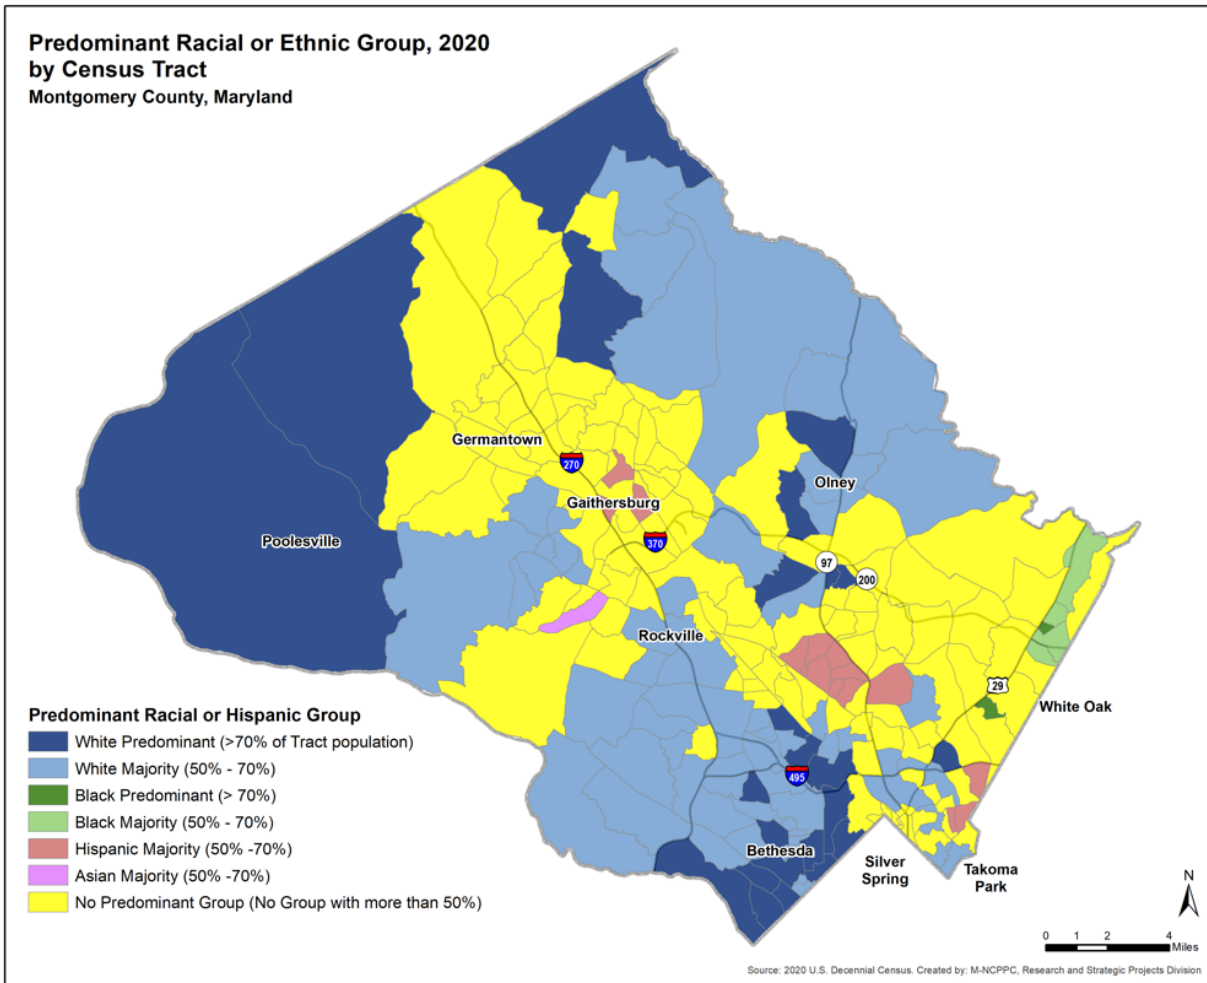 Predominant Racial or Ethnic Group, 2020
by Census Tract
Montgomery County, Maryland
Germantown
270
Gaithersburg
Olney
370
Poolesville
97
200
Rockville
29
White Oak
495
Bethesda
Silver
Spring
Takoma
Park
Predominant Racial or Hispanic Group
White Predominant (>70% of Tract population)
White Majority (50% - 70%)
Black Predominant (> 70%)
Black Majority (50% - 70%)
Hispanic Majority (50% -70%)
Asian Majority (50% -70%)
No Predominant Group (No Group with more than 50%)
N
0 1 2 4
Miles
Source: 2020 U.S. Decennial Census. Created by: M-NCPPC, Research and Strategic Projects Division